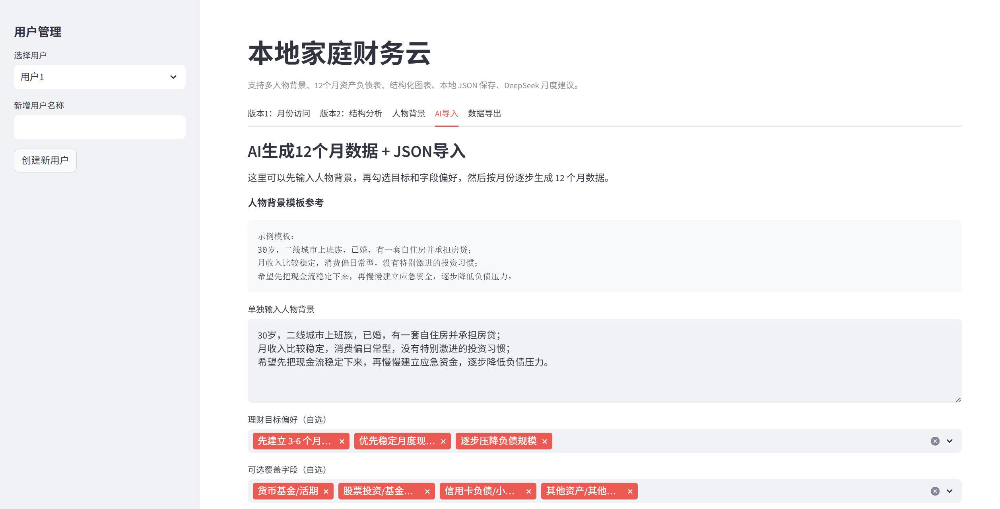 用户管理
选择用户
用户1
新增用户名称
创建新用户
本地家庭财务云
支持多人物背景、12个月资产负债表、结构化图表、本地 JSON 保存、DeepSeek 月度建议。
版本1：月份访问 版本2：结构分析 人物背景 AI导入 数据导出
AI生成12个月数据 + JSON导入
这里可以先输入人物背景，再勾选目标和字段偏好，然后按月份逐步生成 12 个月数据。
人物背景模板参考
示例模板：
30岁，二线城市上班族，已婚，有一套自住房并承担房贷；
月收入比较稳定，消费偏日常型，没有特别激进的投资习惯；
希望先把现金流稳定下来，再慢慢建立应急资金，逐步降低负债压力。
单独输入人物背景
30岁，二线城市上班族，已婚，有一套自住房并承担房贷；
月收入比较稳定，消费偏日常型，没有特别激进的投资习惯；
希望先把现金流稳定下来，再慢慢建立应急资金，逐步降低负债压力。
理财目标偏好（自选）
先建立 3-6 个月... 优先稳定月度现... 逐步压降负债规模
可选覆盖字段（自选）
货币基金/活期 股票投资/基金... 信用卡负债/小... 其他资产/其他...